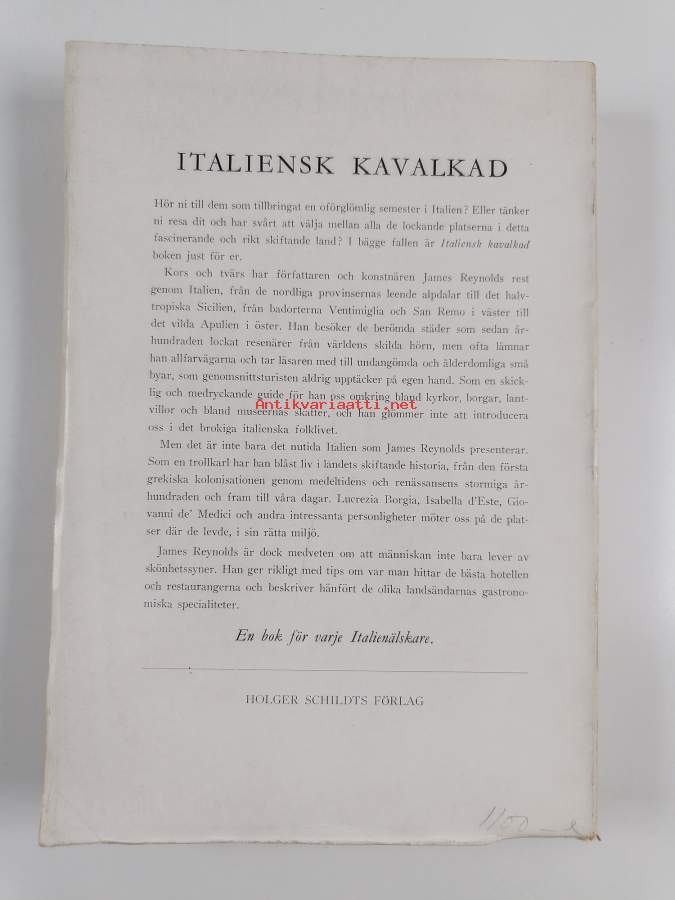 ITALIENSK KAVALKAD
Hör ni till dem som tillbringat en oförglömlig semester i Italien? Eller tänker
ni resa dit och har svårt att välja mellan alla de lockande platserna i detta
fascinerande och rikt skiftande land? I bägge fallen är Italiensk kavalkad
boken just för er.
Kors och tvärs har författaren och konstnären James Reynolds rest
genom Italien, från de nordliga provinsernas leende alpdalar till det halv-
tropiska Sicilien, från badorterna Ventimiglia och San Remo i väster till
det vilda Apulien i öster. Han besöker de berömda städer som sedan år-
hundraden lockat resenärer från världens skilda hörn, men ofta lämnar
han allfarvägarna och tar läsaren med till undangömda och ålderdomliga små
byar, som genomsnittsturisten aldrig upptäcker på egen hand. Som en skick-
lig och medryckande guide för han oss omkring bland kyrkor, borgar, lant-
Antikvariaatti.net
villor och bland museernas skatter, och han glömmer inte att introducera
oss i det brokiga italienska folklivet.
Men det är inte bara det nutida Italien som James Reynolds presenterar.
Som en trollkarl har han blåst liv i landets skiftande historia, från den första
grekiska kolonisationen genom medeltidens och renässansens stormiga år-
hundraden och fram till våra dagar. Lucrezia Borgia, Isabella d'Este, Gio-
vanni de' Medici och andra intressanta personligheter möter oss på de plat-
ser där de levde, i sin rätta miljö.
James Reynolds är dock medveten om att människan inte bara lever av
skönhetssyner. Han ger rikligt med tips om var man hittar de bästa hotellen
och restaurangerna och beskriver hänfört de olika landsändarnas gastrono-
miska specialiteter.
En bok för varje Italienälskare.
HOLGER SCHILDTS FÖRLAG